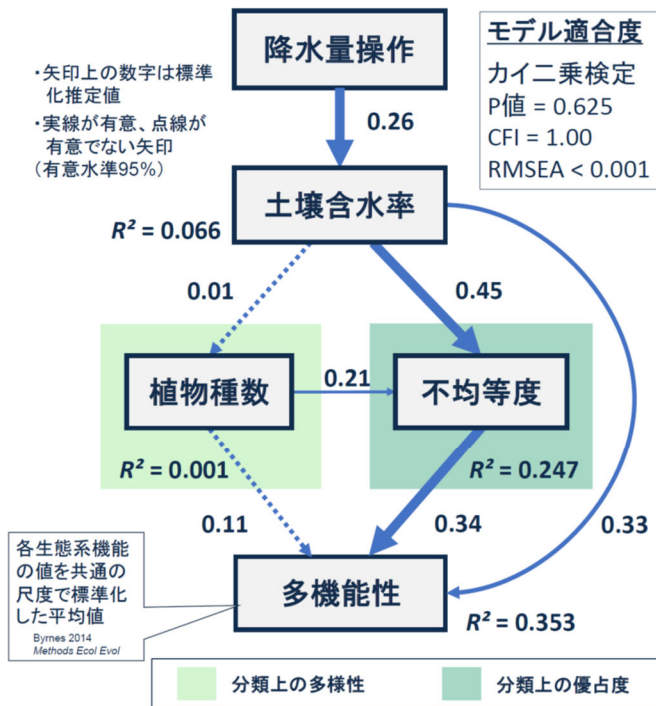 降水量操作
・矢印上の数字は標準
化推定値
・実線が有意、点線が
有意でない矢印
(有意水準95%)
モデル適合度
カイ二乗検定
P値 = 0.625
CFI = 1.00
RMSEA < 0.001
0.26
土壌含水率
R² = 0.066
0.01
0.45
植物種数
0.21
不均等度
R² = 0.001
R² = 0.247
0.11
0.34
0.33
各生態系機能
の値を共通の
尺度で標準化
した平均値
Byrnes 2014
Methods Ecol Evol
多機能性
R² = 0.353
分類上の多様性
分類上の優占度